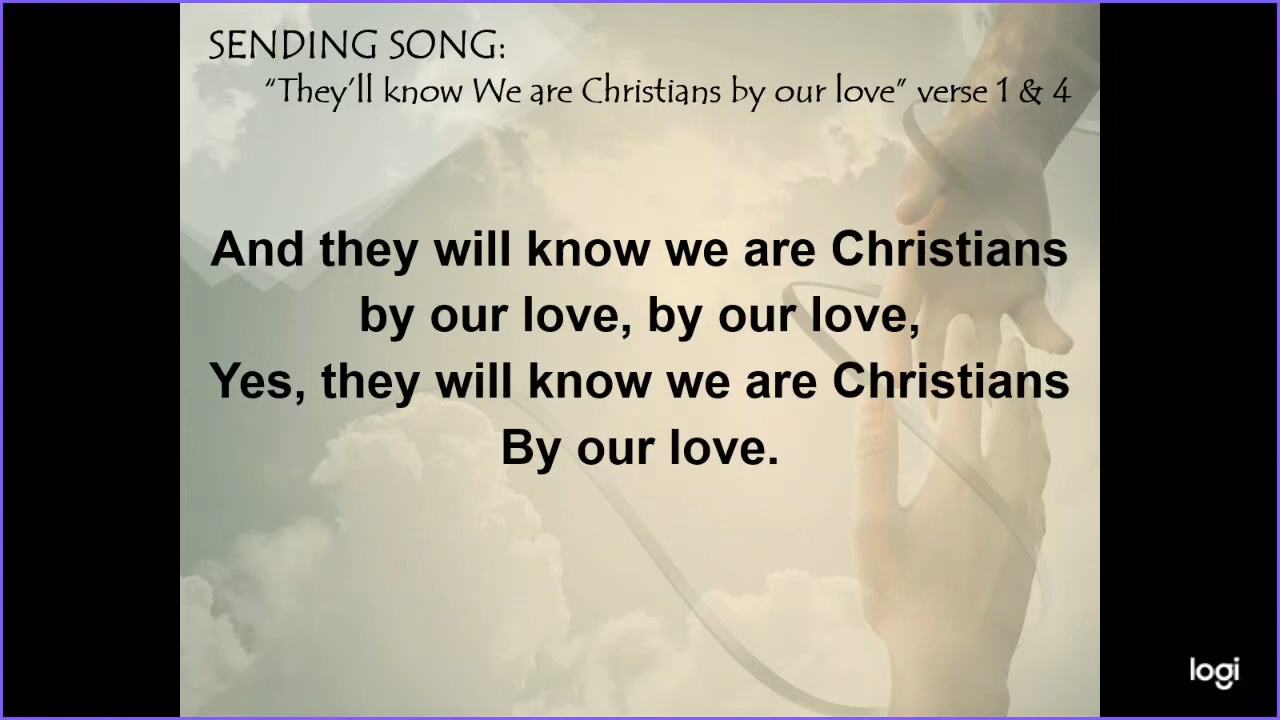 SENDING SONG:
“They’ll know We are Christians by our love” verse 1 & 4
And they will know we are Christians
by our love, by our love,
Yes, they will know we are Christians
By our love.
logi